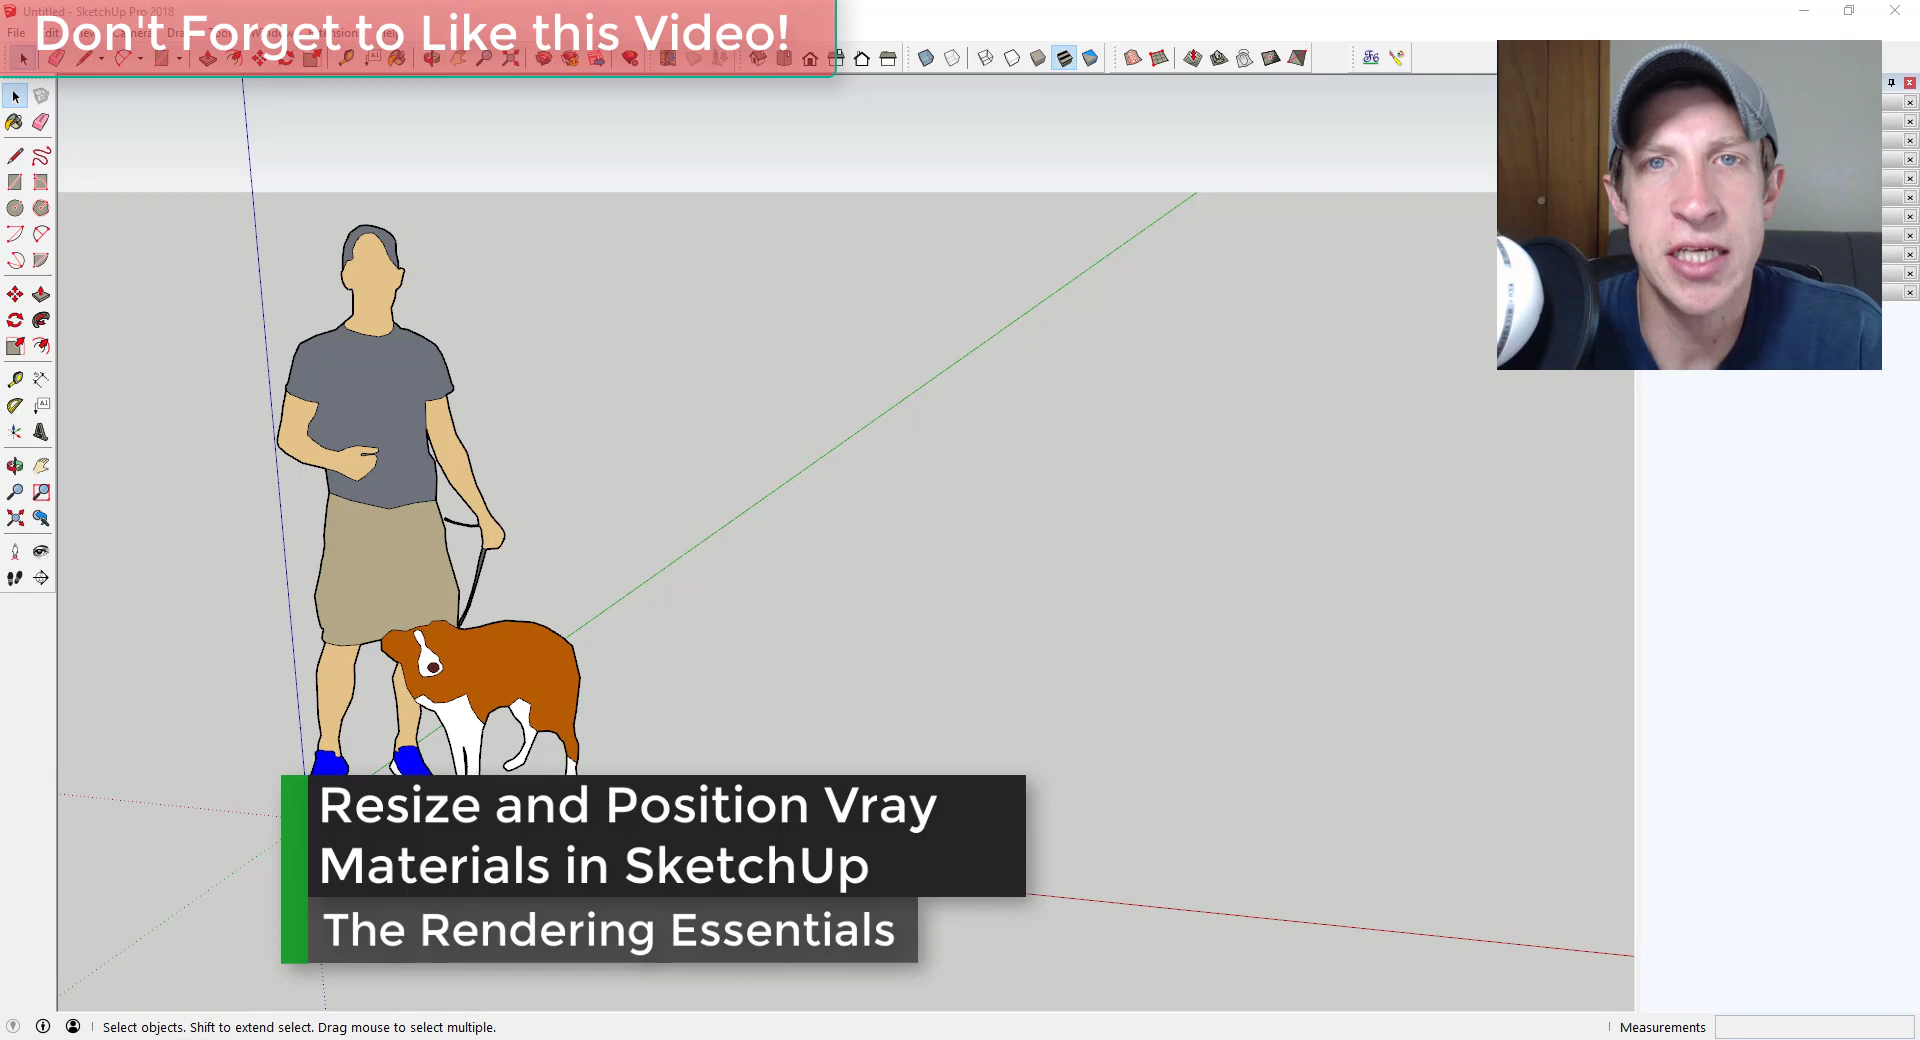 Untitled - SketchUp Pro 2018
Don't Forget to Like this Video!
File
Resize and Position Vray
Materials in SketchUp
The Rendering Essentials
Select objects. Shift to extend select. Drag mouse to select multiple.
Measurements